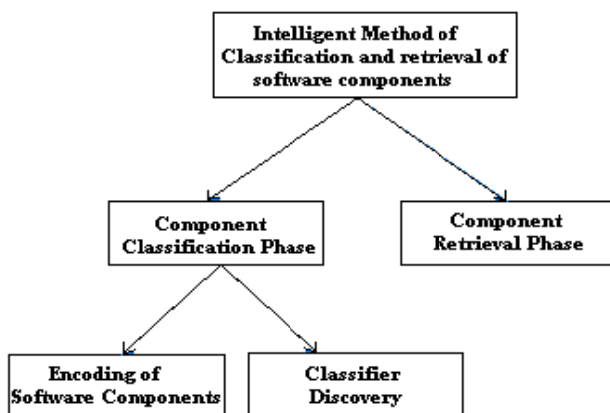 Intelligent Method of
Classification and retrieval of
software components
Component
Classification Phase
Component
Retrieval Phase
Encoding of
Software Components
Classifier
Discovery